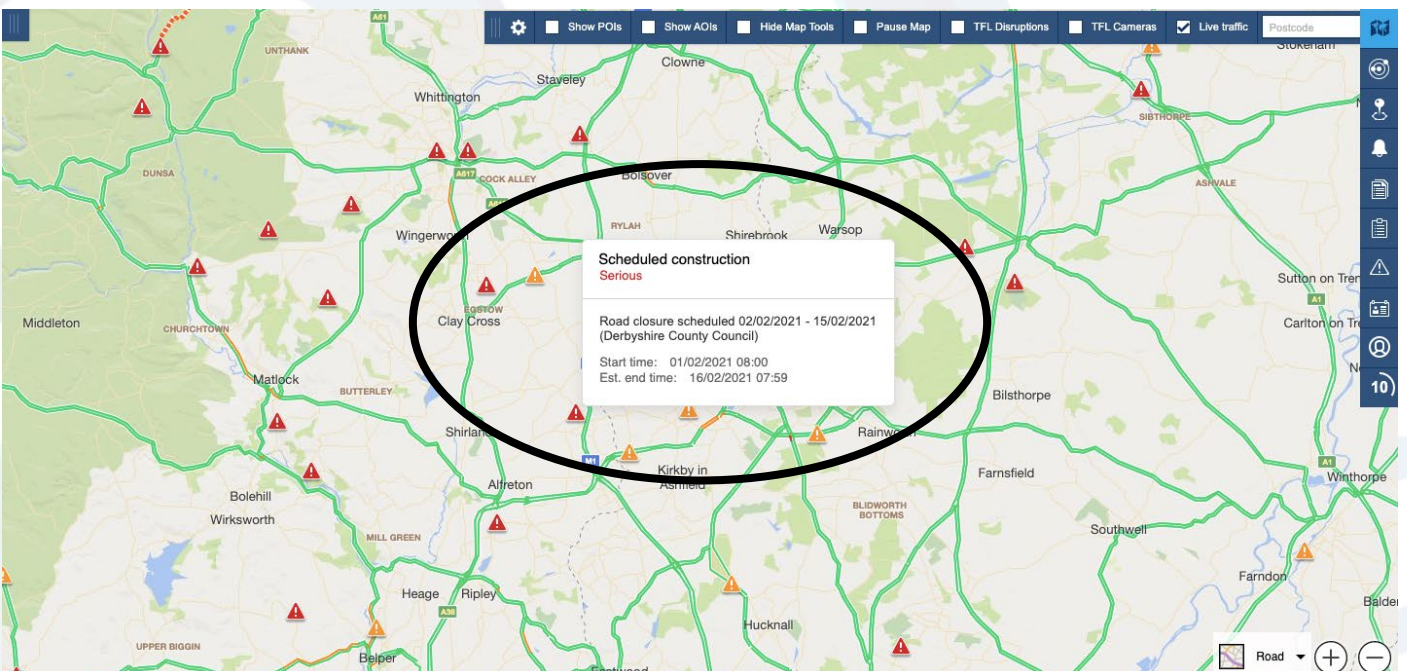 Show POIs
Show AOIs
Hide Map Tools
Pause Map
TFL Disruptions
TFL Cameras
Live traffic
Postcode
A61
UNTHANK
Clowne
Stokeham
Staveley
Whittington
SIBTHORPE
DUNSA
A617
COCK ALLEY
Bolsover
ASHVALE
RYLAH
Wingerworth
Shirebrook
Warsop
Scheduled construction
Serious
Road closure scheduled 02/02/2021 - 15/02/2021
(Derbyshire County Council)
Start time: 01/02/2021 08:00
Est. end time: 16/02/2021 07:59
Sutton on Tren
A1
Carlton on Tre
EGSTOW
Clay Cross
Middleton
CHURCHTOWN
10
Matlock
BUTTERLEY
Bilsthorpe
Shirland
Rainworth
M1
Kirkby in
Ashfield
Alfreton
Farnsfield
A1
Winthorpe
Bolehill
Wirksworth
BLIDWORTH
BOTTOMS
Southwell
MILL GREEN
Farndon
Heage
Ripley
A38
Balder
Hucknall
UPPER BIGGIN
Belper
Eastwood
Road